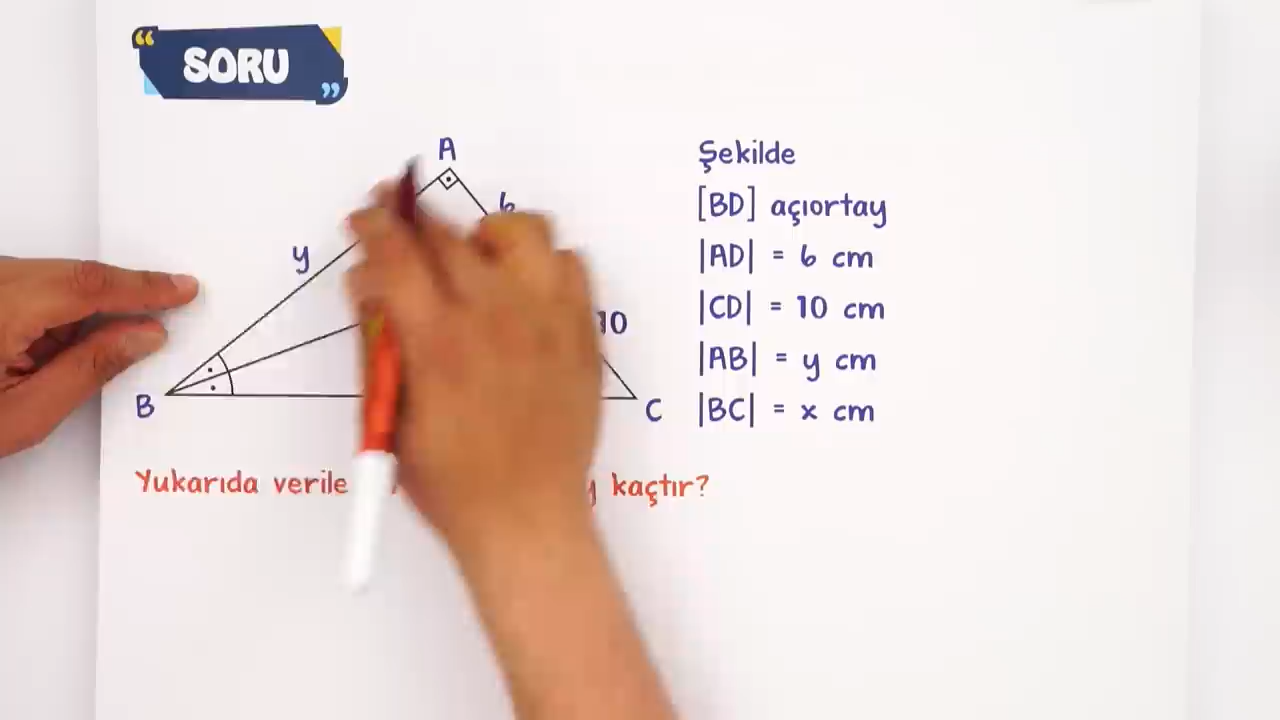 SORU
A
6
y
10
B
C
Şekilde
[BD] açıortay
|AD| = 6 cm
|CD| = 10 cm
|AB| = y cm
|BC| = x cm
Yukarıda verile y kaçtır?